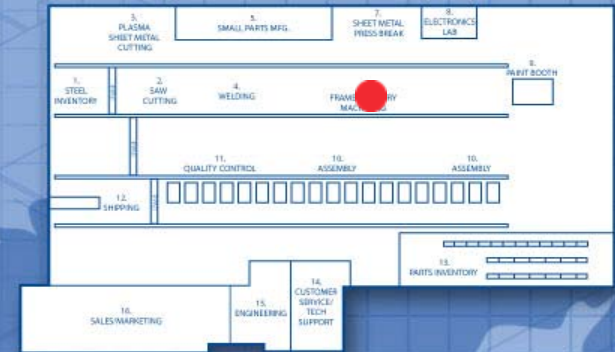 3.
PLASMA
SHEET METAL
CUTTING
5.
SMALL PARTS MFG.
7.
SHEET METAL
PRESS BREAK
8.
ELECTRONICS
LAB
9.
PAINT BOOTH
1.
STEEL
INVENTORY
2.
SAW
CUTTING
4.
WELDING
11.
QUALITY CONTROL
10.
ASSEMBLY
10.
ASSEMBLY
12.
SHIPPING
13.
PARTS INVENTORY
14.
CUSTOMER
SERVICE/
TECH
SUPPORT
15.
ENGINEERING
16.
SALES/MARKETING